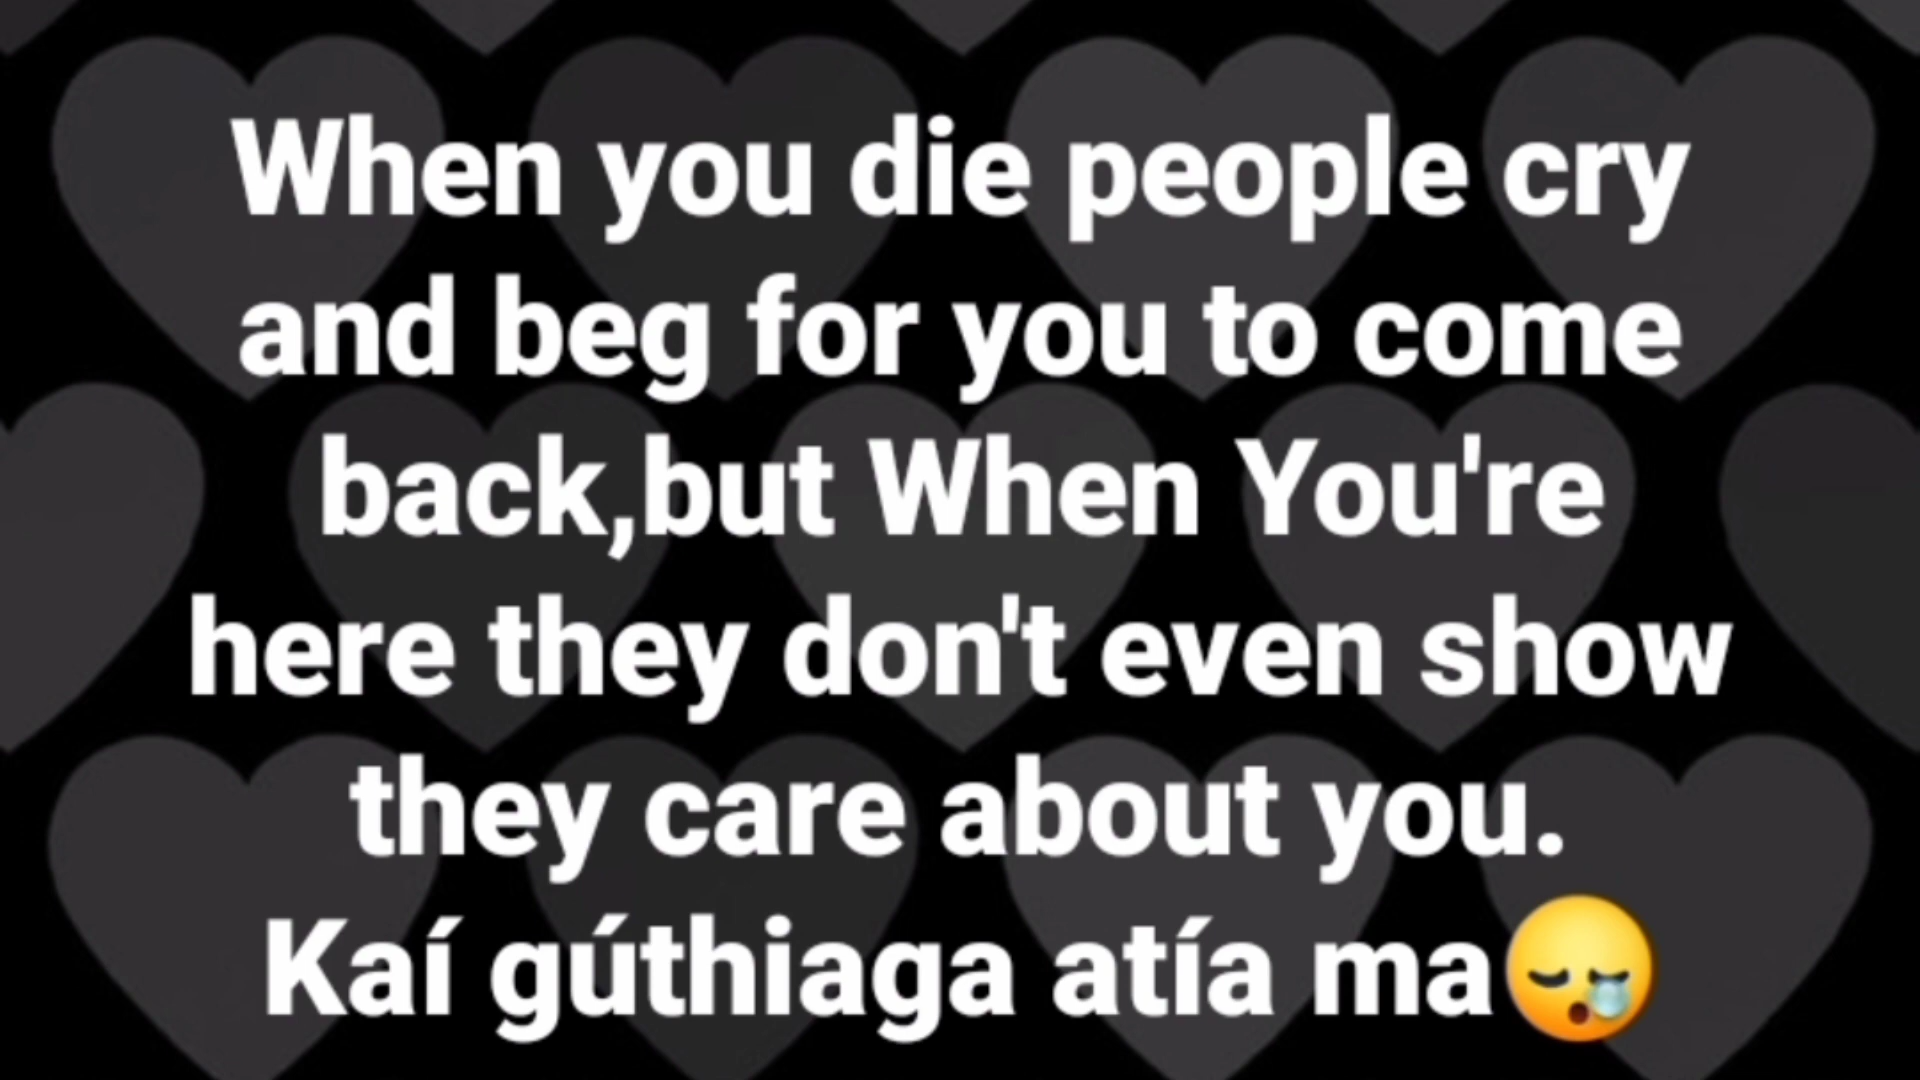 When you die people cry
and beg for you to come
back,but When You're
here they don't even show
they care about you.
Kaí gúthiaga atía ma😪